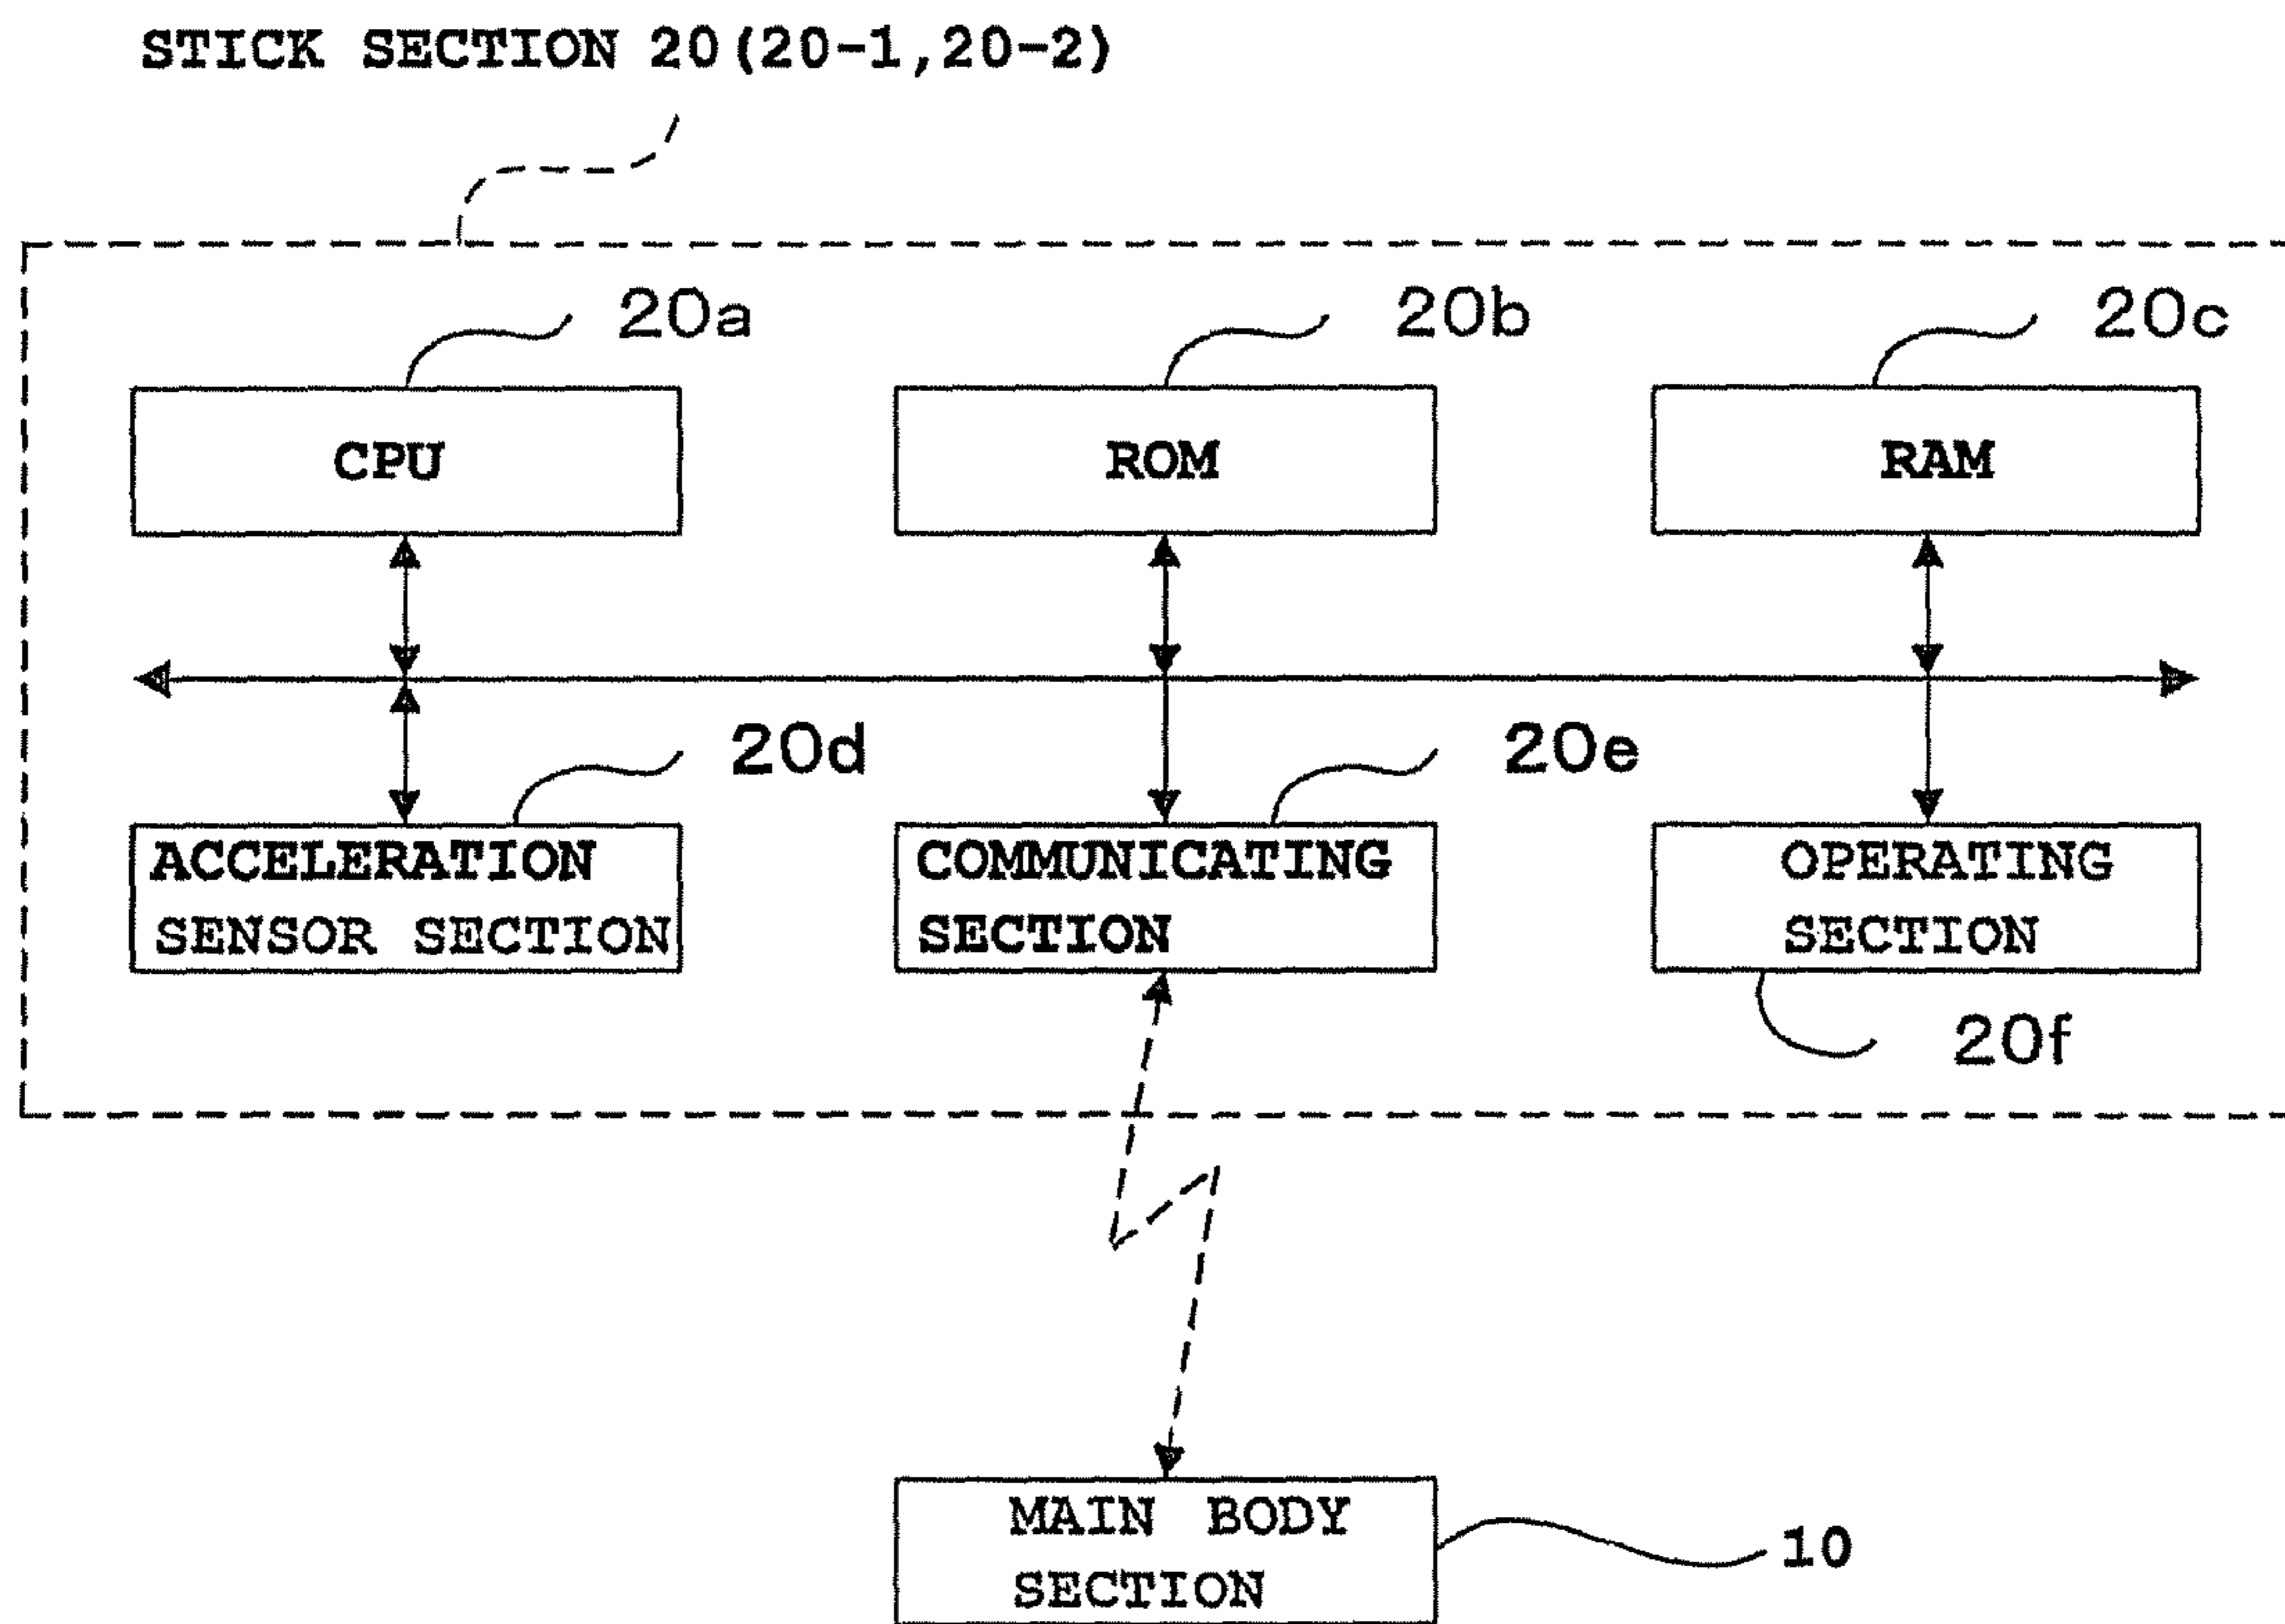 STICK SECTION 20(20-1,20-2)
20a
20b
20c
CPU
ROM
RAM
20d
20e
ACCELERATION
SENSOR SECTION
COMMUNICATING
SECTION
OPERATING
SECTION
20f
MAIN BODY
SECTION
10